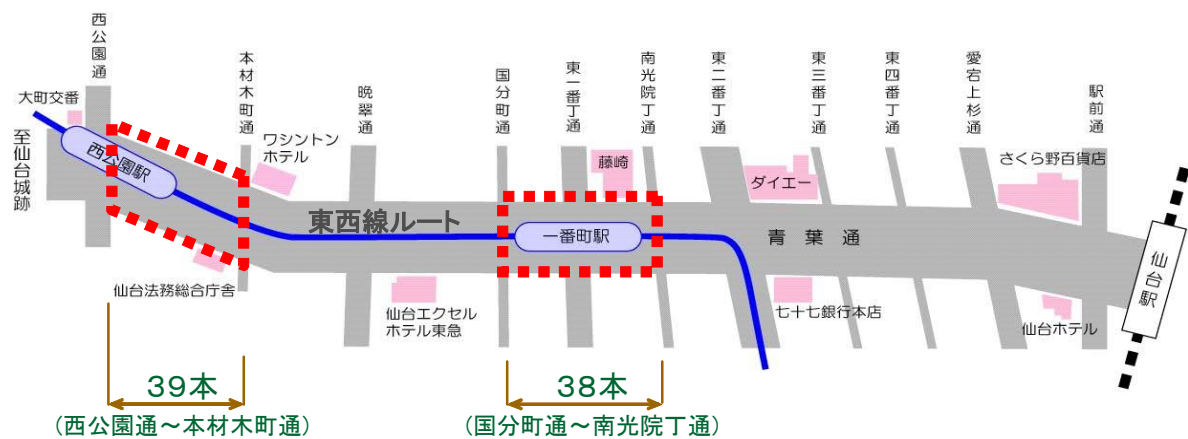 西公園通
本材木町通
晩翠通
国分町通
東一番丁通
南光院丁通
東二番丁通
東三番丁通
東四番丁通
愛宕上杉通
駅前通
大町交番
至仙台城跡
西公園駅
ワシントン
ホテル
藤崎
ダイエー
さくら野百貨店
東西線ルート
一番町駅
青葉通
仙台駅
仙台法務総合庁舎
仙台エクセル
ホテル東急
七十七銀行本店
仙台ホテル
39本
(西公園通～本材木町通)
38本
(国分町通～南光院丁通)